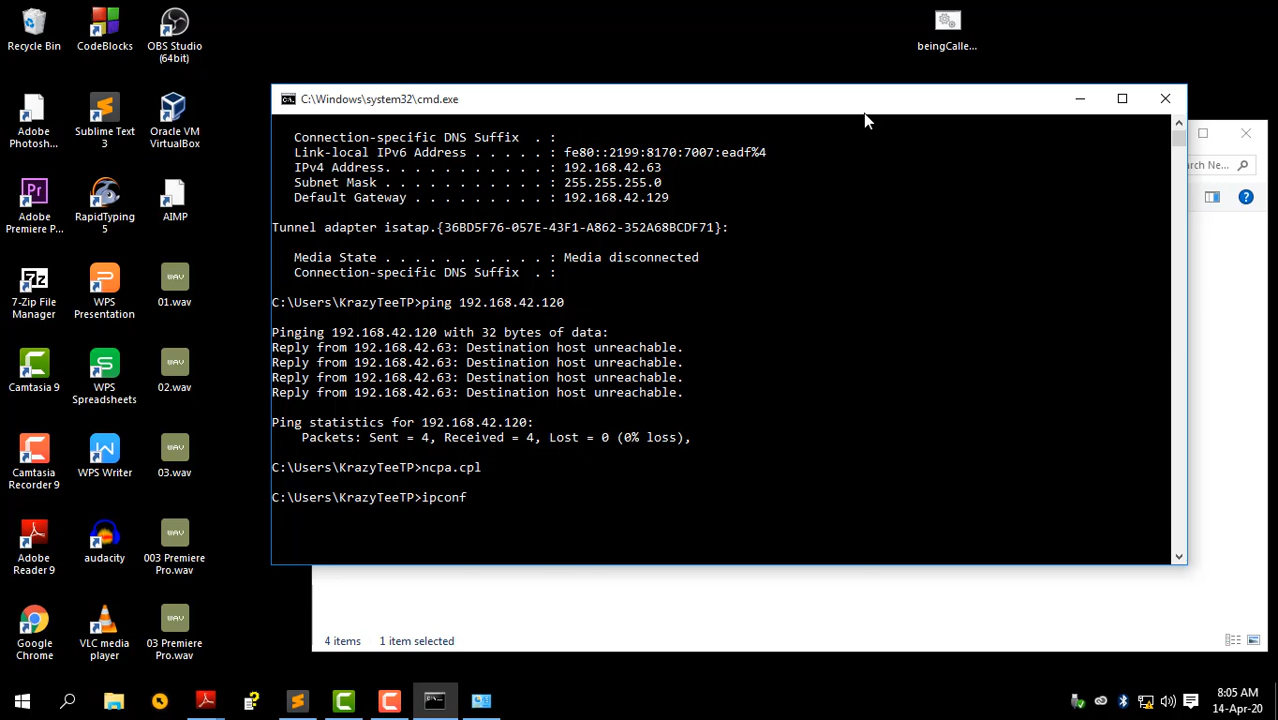 Recycle Bin
CodeBlocks
OBS Studio
(64bit)
beingCalle...
Adobe
Photosh...
Sublime Text
3
Oracle VM
VirtualBox
Adobe
Premiere P...
RapidTyping
5
AIMP
7-Zip File
Manager
WPS
Presentation
WAV
01.wav
Camtasia 9
WPS
Spreadsheets
WAV
02.wav
Camtasia
Recorder 9
WPS Writer
WAV
03.wav
Adobe
Reader 9
audacity
WAV
003 Premiere
Pro.wav
Google
Chrome
VLC media
player
WAV
03 Premiere
Pro.wav
C:\Windows\system32\cmd.exe
Connection-specific DNS Suffix  . :
Link-local IPv6 Address . . . . . : fe80::2199:8170:7007:eadf%4
IPv4 Address. . . . . . . . . . . : 192.168.42.63
Subnet Mask . . . . . . . . . . . : 255.255.255.0
Default Gateway . . . . . . . . . : 192.168.42.129
Tunnel adapter isatap.{36BD5F76-057E-43F1-A862-352A68BCDF71}:
Media State . . . . . . . . . . . : Media disconnected
Connection-specific DNS Suffix  . :
C:\Users\KrazyTeeTP>ping 192.168.42.120
Pinging 192.168.42.120 with 32 bytes of data:
Reply from 192.168.42.63: Destination host unreachable.
Reply from 192.168.42.63: Destination host unreachable.
Reply from 192.168.42.63: Destination host unreachable.
Reply from 192.168.42.63: Destination host unreachable.
Ping statistics for 192.168.42.120:
Packets: Sent = 4, Received = 4, Lost = 0 (0% loss),
C:\Users\KrazyTeeTP>ncpa.cpl
C:\Users\KrazyTeeTP>ipconf
arch Ne...
4 items
1 item selected
8:05 AM
14-Apr-20